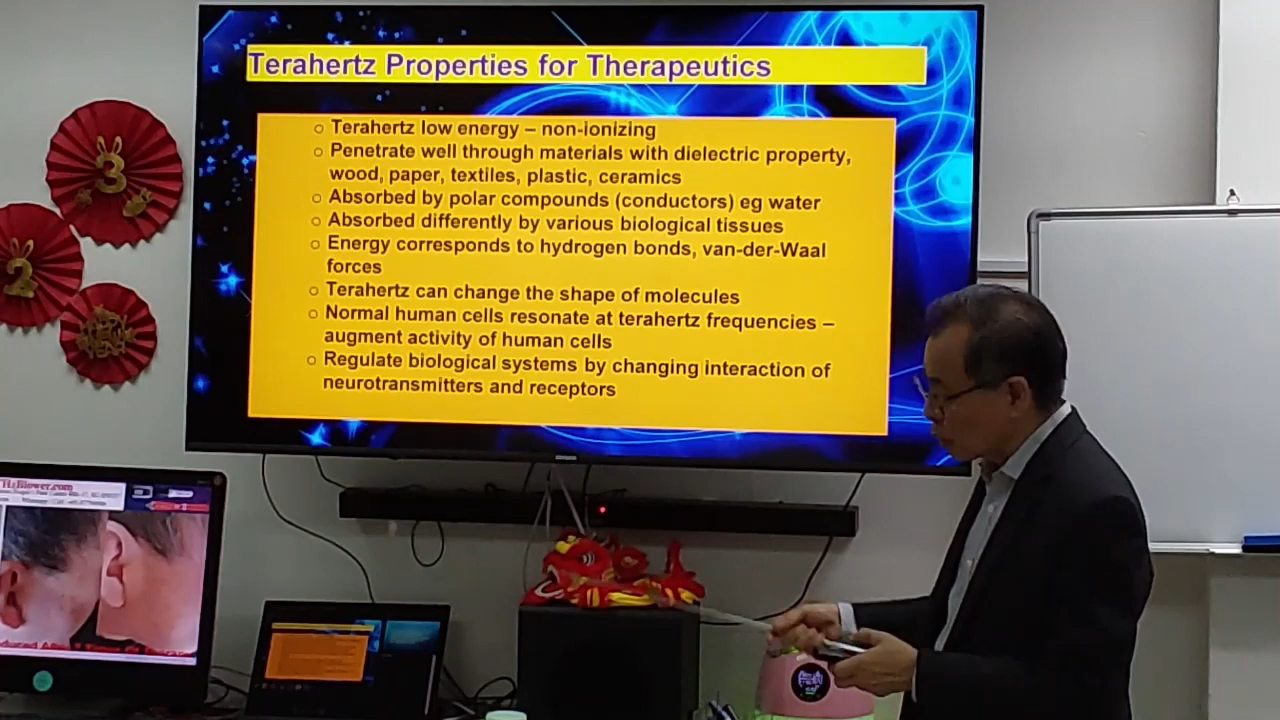 Terahertz Properties for Therapeutics
○ Terahertz low energy – non-ionizing
○ Penetrate well through materials with dielectric property,
wood, paper, textiles, plastic, ceramics
○ Absorbed by polar compounds (conductors) eg water
○ Absorbed differently by various biological tissues
○ Energy corresponds to hydrogen bonds, van-der-Waal
forces
○ Terahertz can change the shape of molecules
○ Normal human cells resonate at terahertz frequencies –
augment activity of human cells
○ Regulate biological systems by changing interaction of
neurotransmitters and receptors
3
2